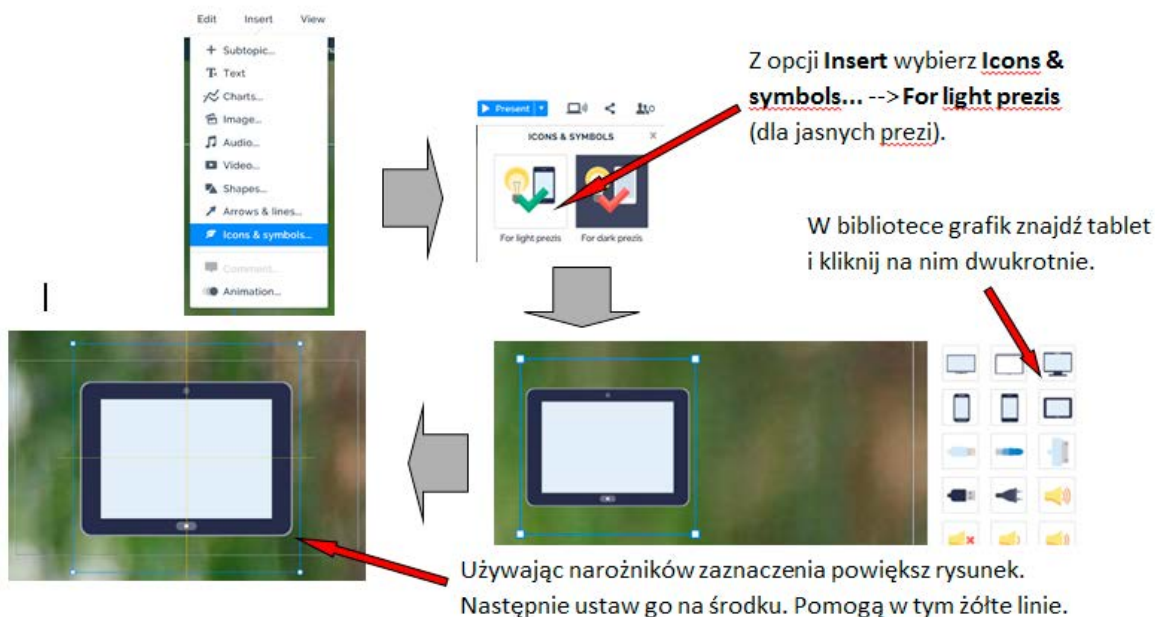 Edit Insert View
+ Subtopic...
T Text
Charts...
Image...
Audio...
Video...
Shapes...
Arrows & lines...
Icons & symbols...
Comment...
Animation...
Present
ICONS & SYMBOLS X
For light prezis For dark prezis
Z opcji Insert wybierz Icons &
symbols... --> For light prezis
(dla jasnych prezi).
W bibliotece grafik znajdź tablet
i kliknij na nim dwukrotnie.
Używając narożników zaznaczenia powiększ rysunek.
Następnie ustaw go na środku. Pomogą w tym żółte linie.